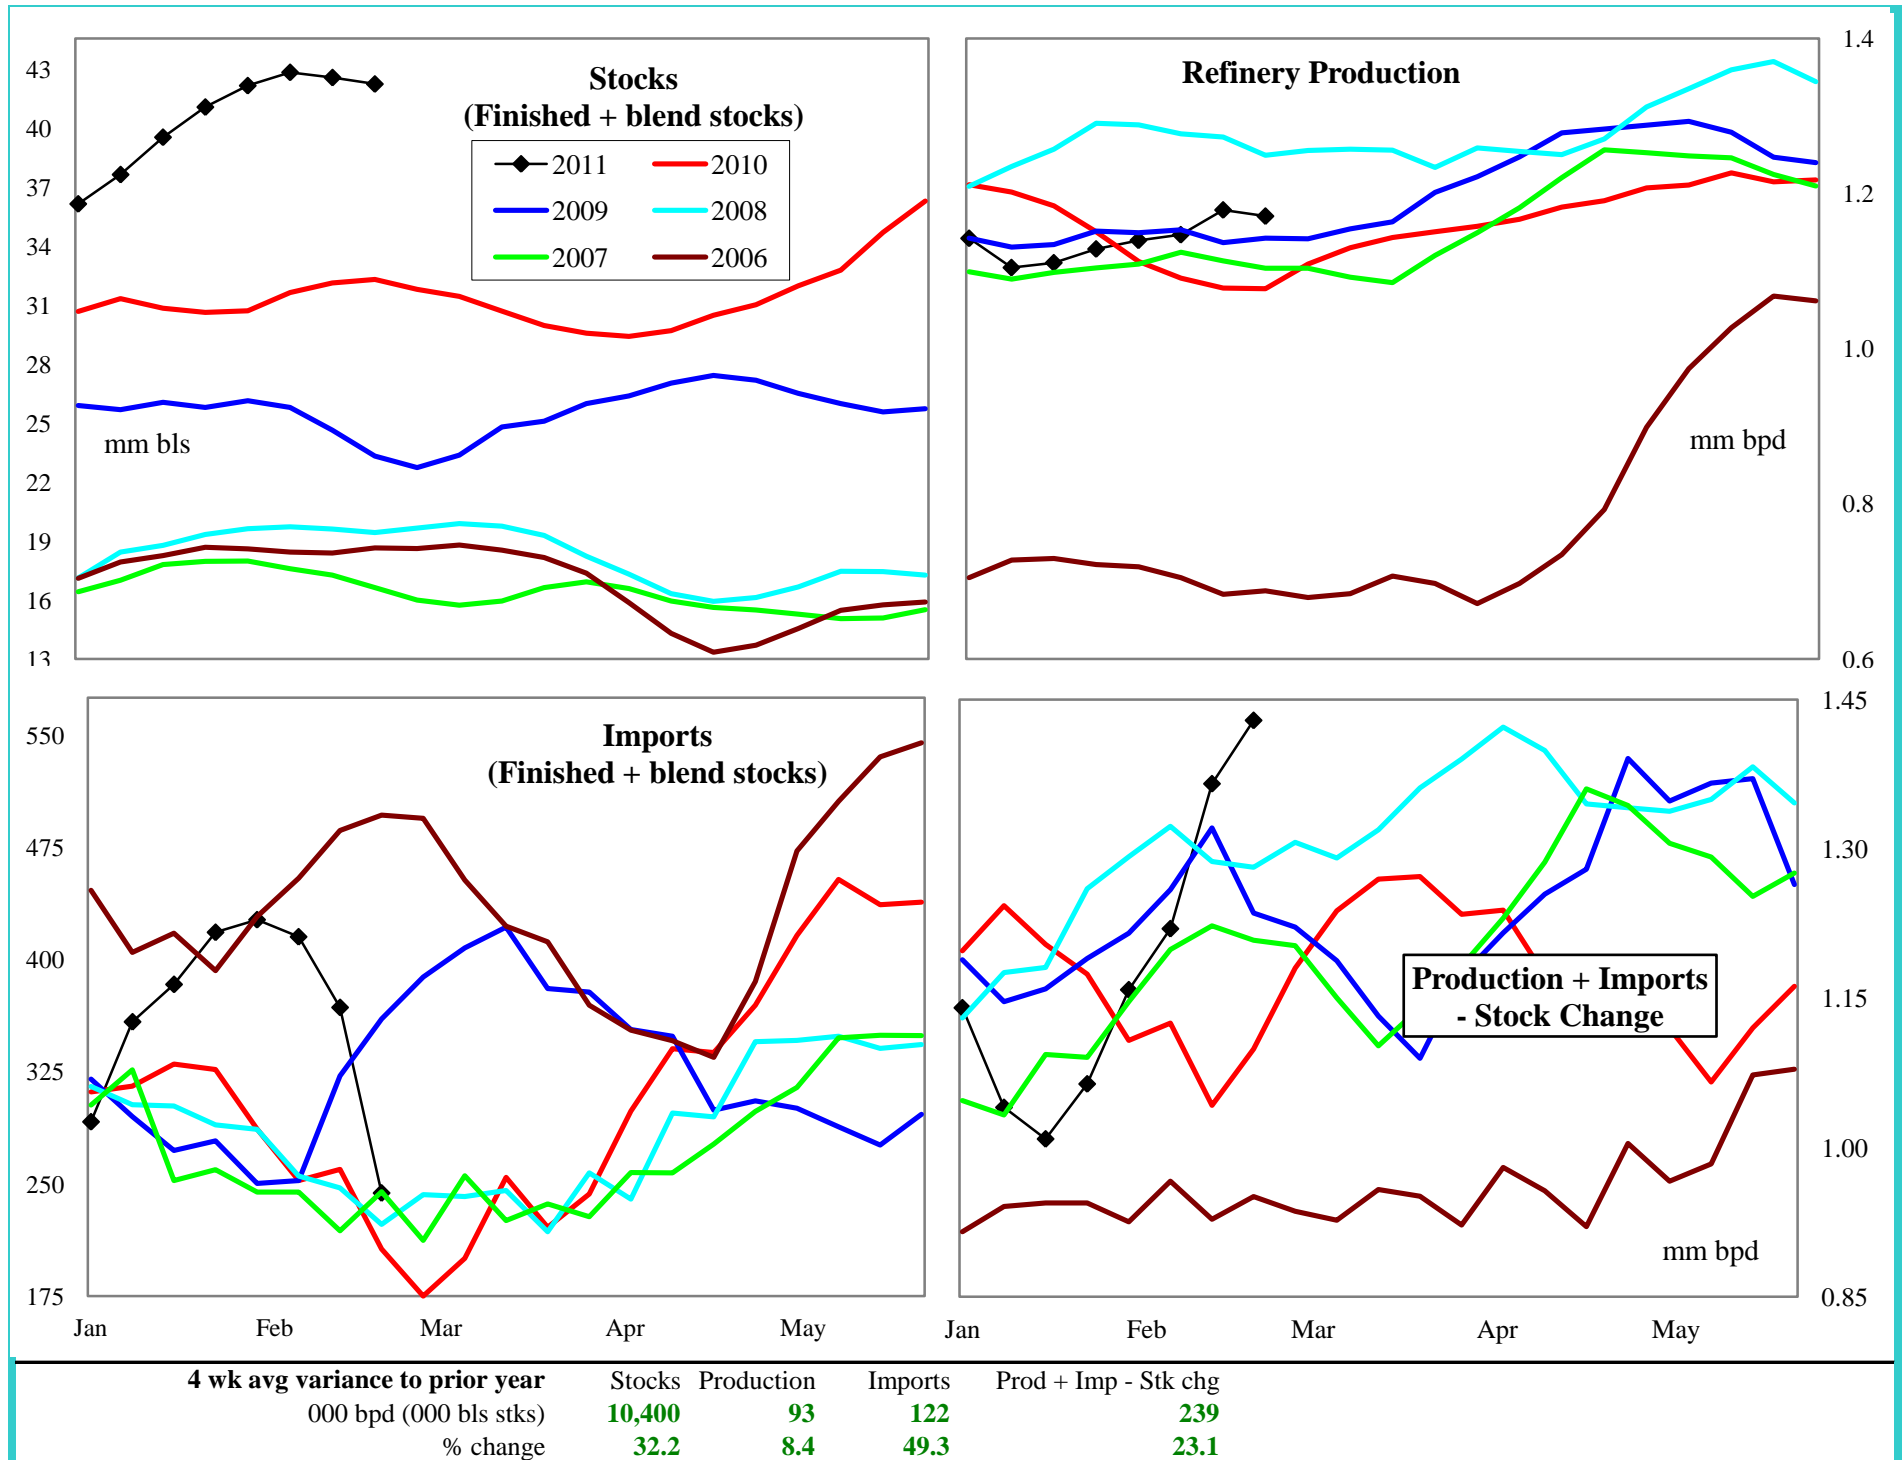 Stocks
(Finished + blend stocks)
2011 2010
2009 2008
2007 2006
mm bls
43
40
37
34
31
28
25
22
19
16
13
Refinery Production
mm bpd
1.4
1.2
1.0
0.8
0.6
Imports
(Finished + blend stocks)
550
475
400
325
250
175
Jan Feb Mar Apr May
Production + Imports
- Stock Change
mm bpd
1.45
1.30
1.15
1.00
0.85
Jan Feb Mar Apr May
4 wk avg variance to prior year Stocks Production Imports Prod + Imp - Stk chg
000 bpd (000 bls stks) 10,400 93 122 239
% change 32.2 8.4 49.3 23.1